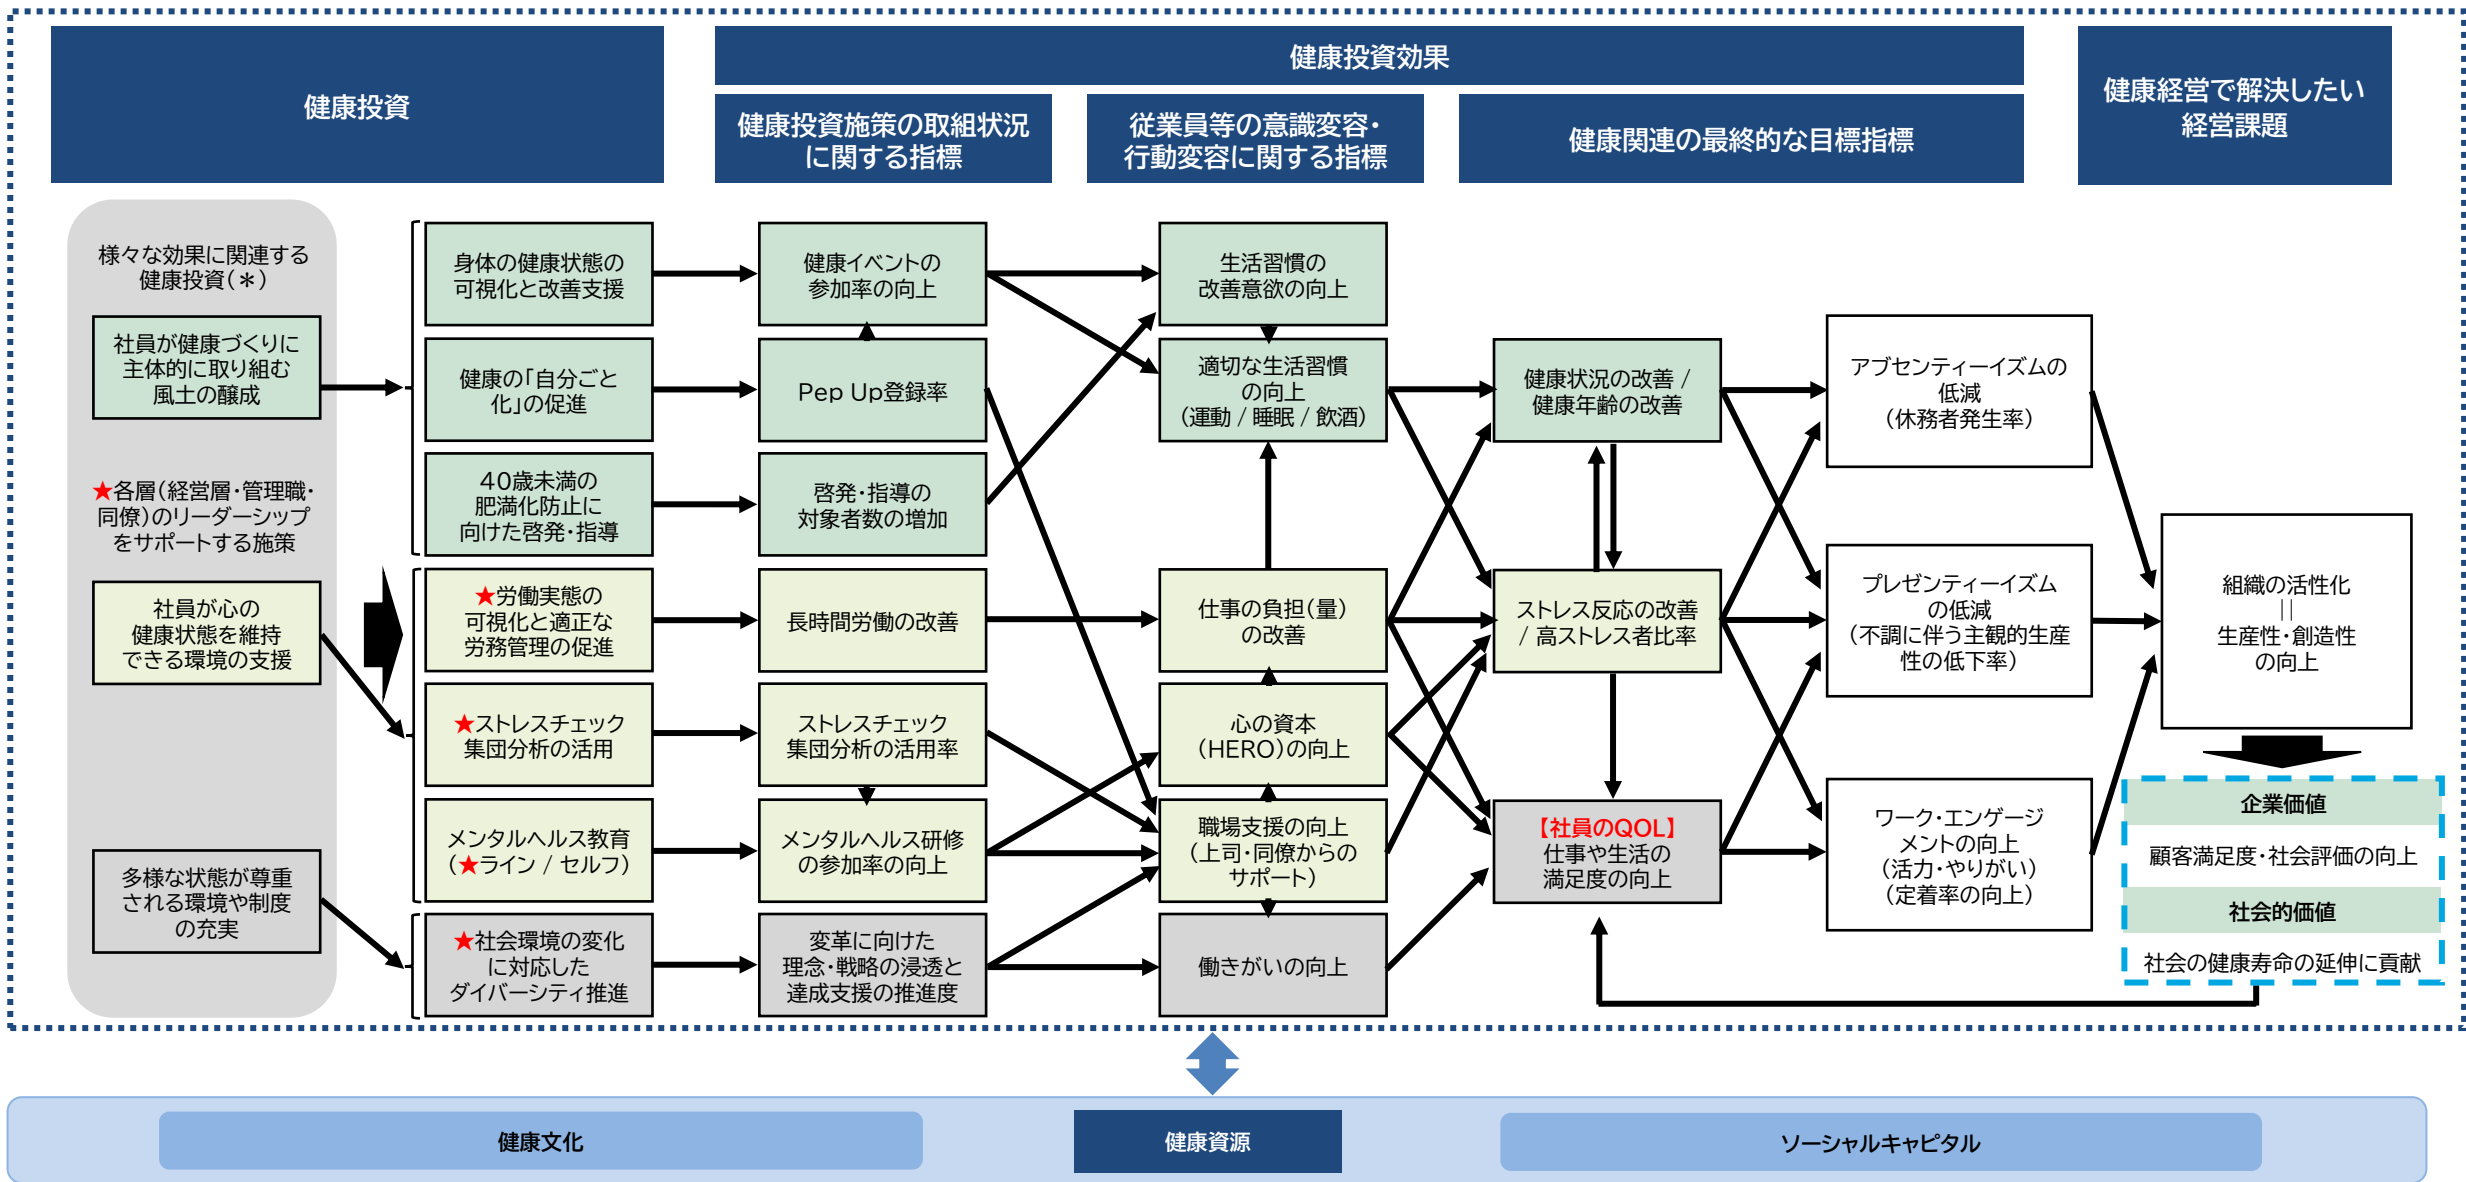 健康投資
健康投資効果
健康投資施策の取組状況
に関する指標
従業員等の意識変容・
行動変容に関する指標
健康関連の最終的な目標指標
健康経営で解決したい
経営課題
様々な効果に関連する
健康投資(＊)
社員が健康づくりに
主体的に取り組む
風土の醸成
★各層(経営層・管理職・
同僚)のリーダーシップ
をサポートする施策
社員が心の
健康状態を維持
できる環境の支援
多様な状態が尊重
される環境や制度
の充実
身体の健康状態の
可視化と改善支援
健康の「自分ごと
化」の促進
40歳未満の
肥満化防止に
向けた啓発・指導
★労働実態の
可視化と適正な
労務管理の促進
★ストレスチェック
集団分析の活用
メンタルヘルス教育
(★ライン / セルフ)
★社会環境の変化
に対応した
ダイバーシティ推進
健康イベントの
参加率の向上
Pep Up登録率
啓発・指導の
対象者数の増加
長時間労働の改善
ストレスチェック
集団分析の活用率
メンタルヘルス研修
の参加率の向上
変革に向けた
理念・戦略の浸透と
達成支援の推進度
生活習慣の
改善意欲の向上
適切な生活習慣
の向上
(運動 / 睡眠 / 飲酒)
仕事の負担(量)
の改善
心の資本
(HERO)の向上
職場支援の向上
(上司・同僚からの
サポート)
働きがいの向上
健康状況の改善 /
健康年齢の改善
ストレス反応の改善
/ 高ストレス者比率
【社員のQOL】
仕事や生活の
満足度の向上
アブセンティーイズムの
低減
(休務者発生率)
プレゼンティーイズム
の低減
(不調に伴う主観的生産
性の低下率)
ワーク・エンゲージ
メントの向上
(活力・やりがい)
(定着率の向上)
組織の活性化
||
生産性・創造性
の向上
企業価値
顧客満足度・社会評価の向上
社会的価値
社会の健康寿命の延伸に貢献
健康文化
健康資源
ソーシャルキャピタル